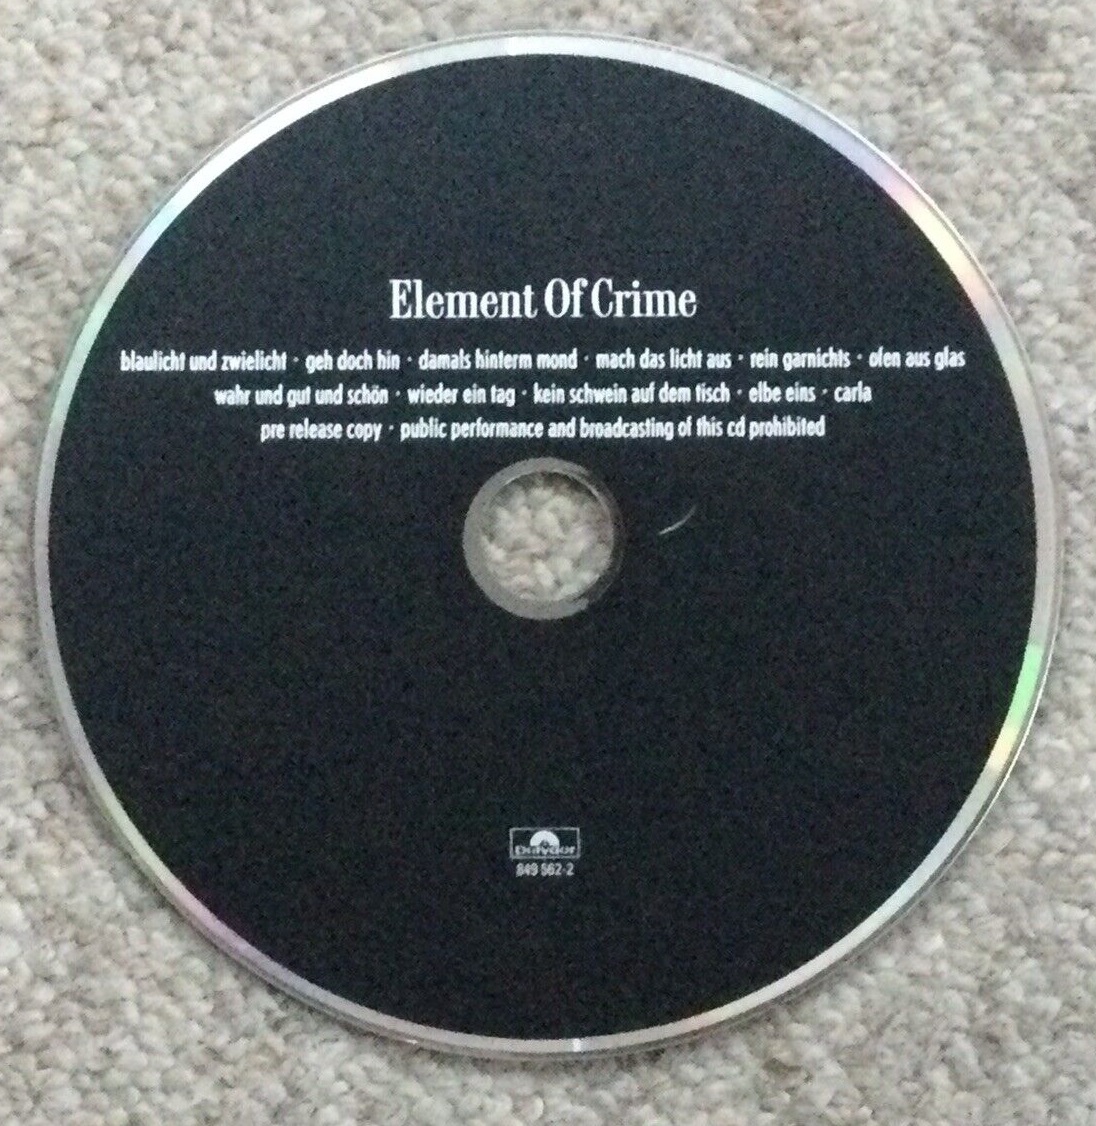 Element Of Crime
blaulicht und zwielicht · geh doch hin · damals hinterm mond · mach das licht aus · rein garnichts · ofen aus glas
wahr und gut und schön · wieder ein tag · kein schwein auf dem tisch · elbe eins · carla
pre release copy · public performance and broadcasting of this cd prohibited
Polydor
849 562-2